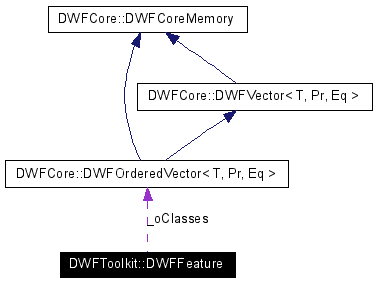 DWFCore::DWFCoreMemory
DWFCore::DWFVector< T, Pr, Eq >
DWFCore::DWFOrderedVector< T, Pr, Eq >
_oClasses
DWFToolkit::DWFFeature